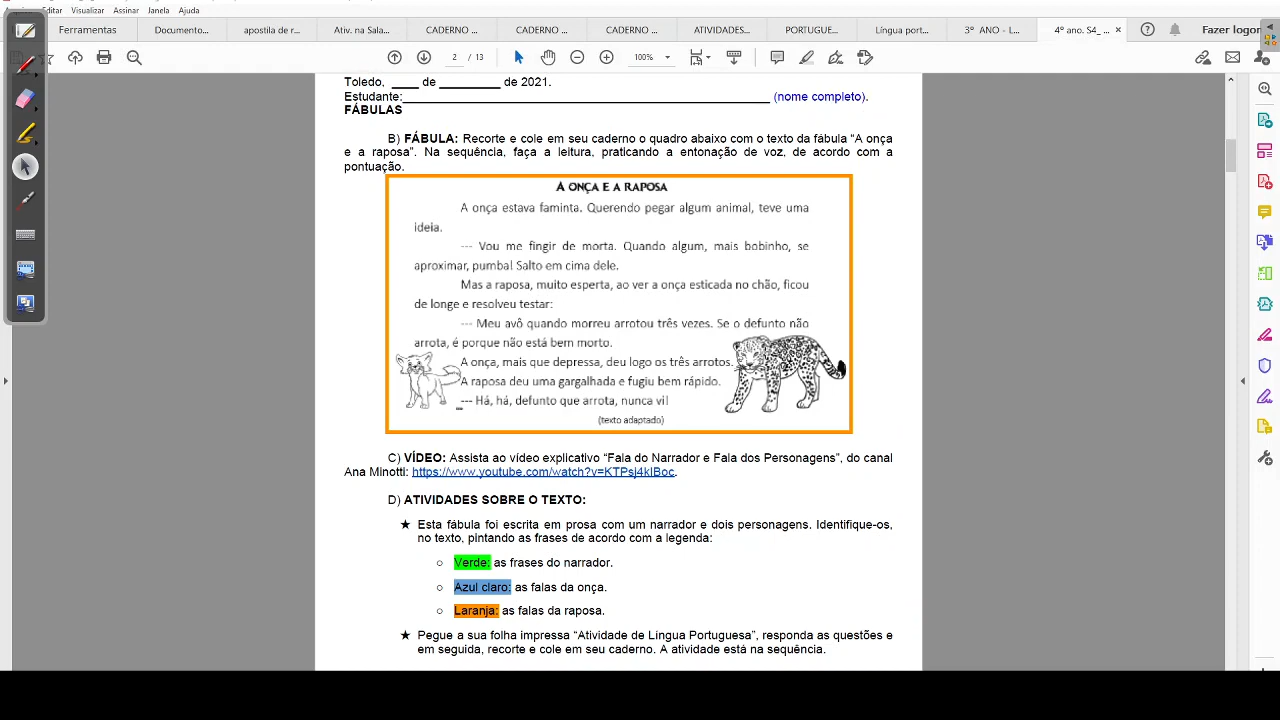 Editar Visualizar Assinar Janela Ajuda
Ferramentas Documento... apostila de r... Ativ. na Sala... CADERNO ... CADERNO ... CADERNO ... ATIVIDADES... PORTUGUE... Língua port... 3º ANO - L... 4º ano. S4_ ... × Fazer logon
2 / 13 100%
Toledo, ____ de _________ de 2021.
Estudante:_______________________________________________________ (nome completo).
FÁBULAS
B) FÁBULA: Recorte e cole em seu caderno o quadro abaixo com o texto da fábula “A onça
e a raposa”. Na sequência, faça a leitura, praticando a entonação de voz, de acordo com a
pontuação.
A ONÇA E A RAPOSA
A onça estava faminta. Querendo pegar algum animal, teve uma
ideia.
--- Vou me fingir de morta. Quando algum, mais bobinho, se
aproximar, pumba! Salto em cima dele.
Mas a raposa, muito esperta, ao ver a onça esticada no chão, ficou
de longe e resolveu testar:
--- Meu avô quando morreu arrotou três vezes. Se o defunto não
arrota, é porque não está bem morto.
A onça, mais que depressa, deu logo os três arrotos.
A raposa deu uma gargalhada e fugiu bem rápido.
--- Há, há, defunto que arrota, nunca vi!
(texto adaptado)
C) VÍDEO: Assista ao vídeo explicativo “Fala do Narrador e Fala dos Personagens”, do canal
Ana Minotti: https://www.youtube.com/watch?v=KTPsj4kIBoc.
D) ATIVIDADES SOBRE O TEXTO:
★ Esta fábula foi escrita em prosa com um narrador e dois personagens. Identifique-os,
no texto, pintando as frases de acordo com a legenda:
○ Verde: as frases do narrador.
○ Azul claro: as falas da onça.
○ Laranja: as falas da raposa.
★ Pegue a sua folha impressa “Atividade de Língua Portuguesa”, responda as questões e
em seguida, recorte e cole em seu caderno. A atividade está na sequência.